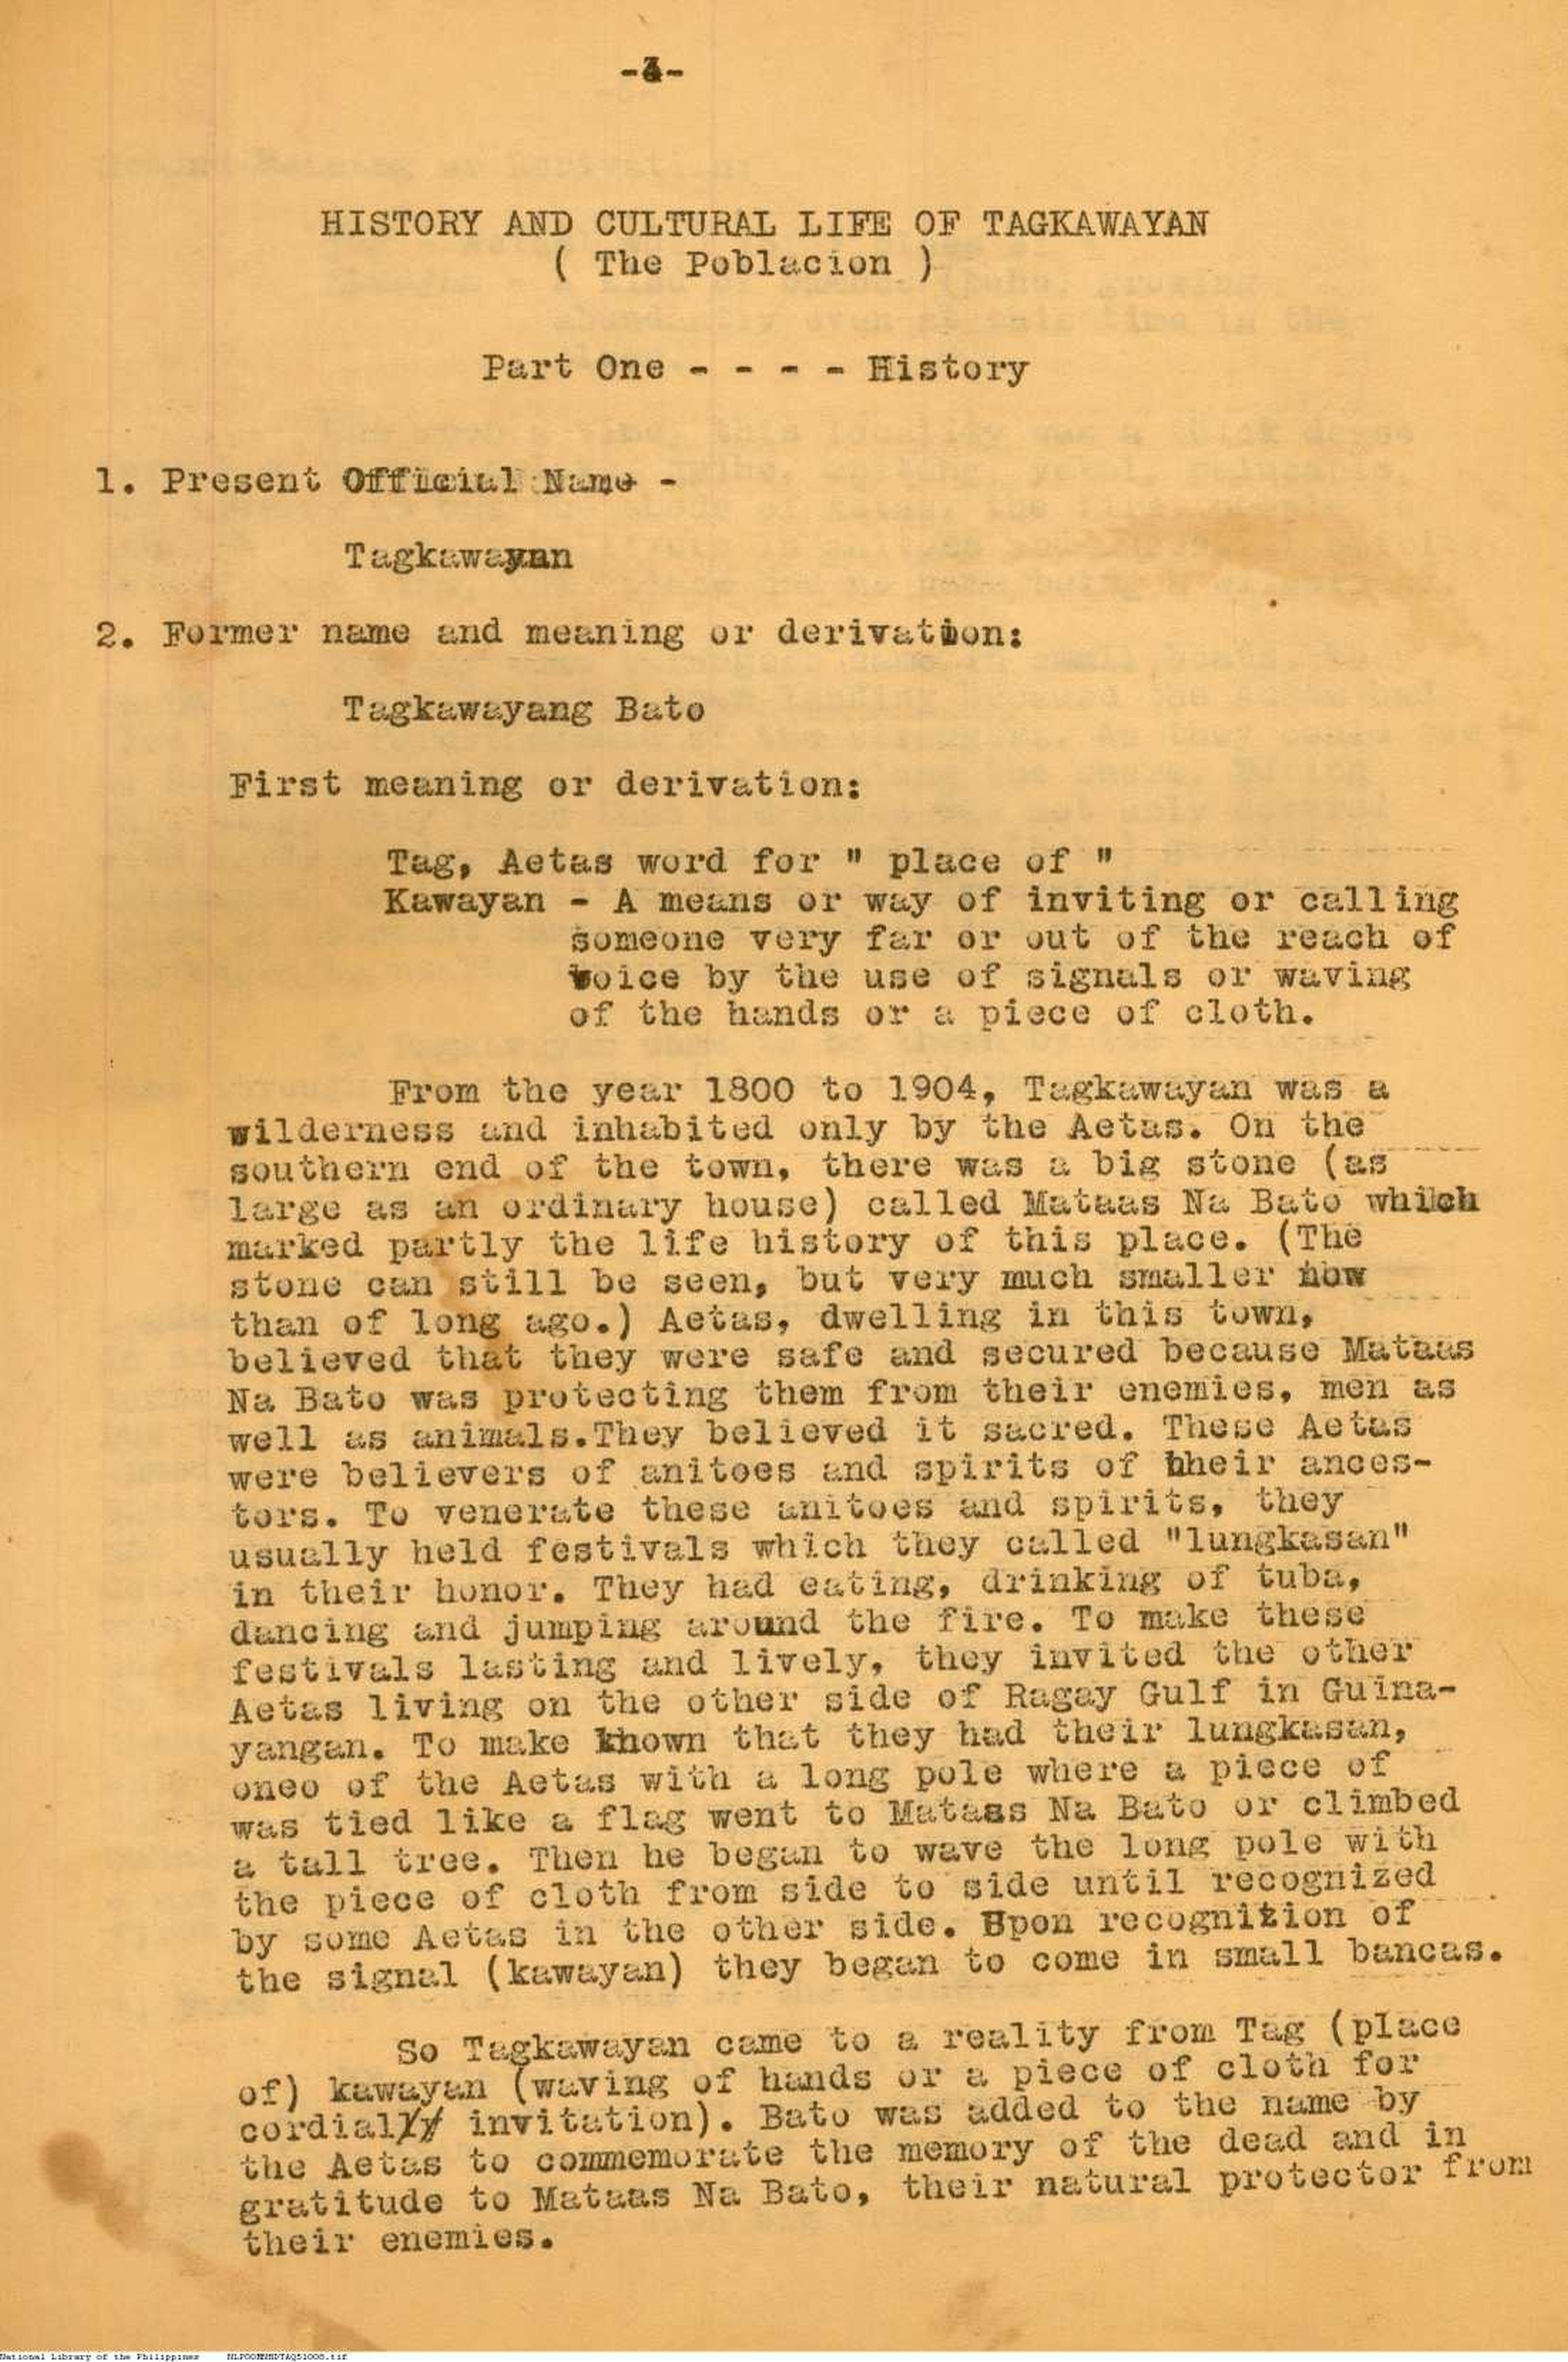 HISTORY AND CULTURAL LIFE OF TAGKAWAYAN
( The Poblacion )
Part One - - - - History
1. Present Official Name -
Tagkawayan
2. Former name and meaning or derivation:
Tagkawayang Bato
First meaning or derivation:
Tag, Aetas word for " place of "
Kawayan - A means or way of inviting or calling
someone very far or out of the reach of
voice by the use of signals or waving
of the hands or a piece of cloth.
From the year 1800 to 1904, Tagkawayan was a
wilderness and inhabited only by the Aetas. On the
southern end of the town, there was a big stone (as
large as an ordinary house) called Mataas Na Bato which
marked partly the life history of this place. (The
stone can still be seen, but very much smaller now
than of long ago.) Aetas, dwelling in this town,
believed that they were safe and secured because Mataas
Na Bato was protecting them from their enemies, men as
well as animals.They believed it sacred. These Aetas
were believers of anitoes and spirits of their ances-
tors. To venerate these anitoes and spirits, they
usually held festivals which they called "lungkasan"
in their honor. They had eating, drinking of tuba,
dancing and jumping around the fire. To make these
festivals lasting and lively, they invited the other
Aetas living on the other side of Ragay Gulf in Guina-
yangan. To make known that they had their lungkasan,
oneo of the Aetas with a long pole where a piece of
was tied like a flag went to Mataas Na Bato or climbed
a tall tree. Then he began to wave the long pole with
the piece of cloth from side to side until recognized
by some Aetas in the other side. Upon recognition of
the signal (kawayan) they began to come in small bancas.
So Tagkawayan came to a reality from Tag (place
of) kawayan (waving of hands or a piece of cloth for
cordial invitation). Bato was added to the name by
the Aetas to commemorate the memory of the dead and in
gratitude to Mataas Na Bato, their natural protector from
their enemies.
National Library of the Philippines